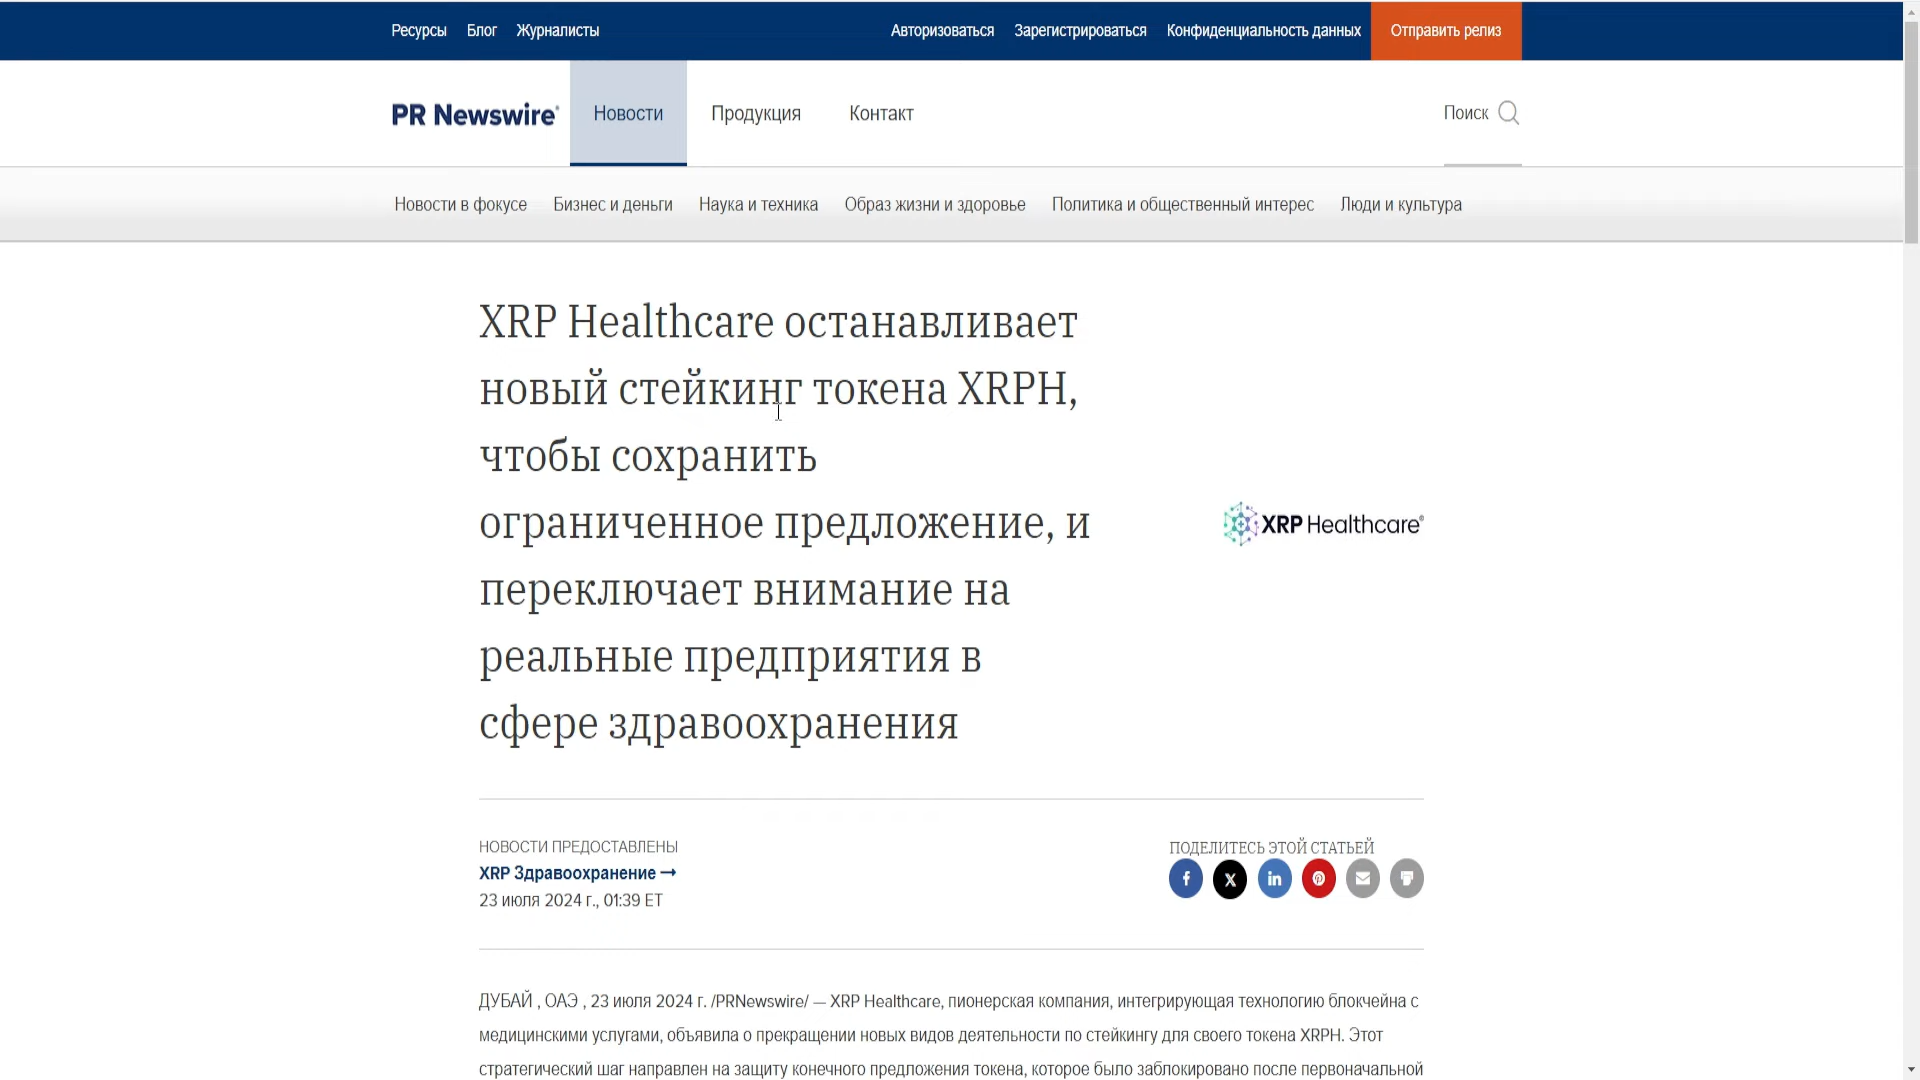 Ресурсы Блог Журналисты Авторизоваться Зарегистрироваться Конфиденциальность данных Отправить релиз
PR Newswire® Новости Продукция Контакт Поиск
Новости в фокусе Бизнес и деньги Наука и техника Образ жизни и здоровье Политика и общественный интерес Люди и культура
XRP Healthcare останавливает
новый стейкинг токена XRPH,
чтобы сохранить
ограниченное предложение, и
переключает внимание на
реальные предприятия в
сфере здравоохранения
XRP Healthcare®
НОВОСТИ ПРЕДОСТАВЛЕНЫ
XRP Здравоохранение →
23 июля 2024 г., 01:39 ET
ПОДЕЛИТЕСЬ ЭТОЙ СТАТЬЕЙ
ДУБАЙ , ОАЭ , 23 июля 2024 г. /PRNewswire/ — XRP Healthcare, пионерская компания, интегрирующая технологию блокчейна с
медицинскими услугами, объявила о прекращении новых видов деятельности по стейкингу для своего токена XRPH. Этот
стратегический шаг направлен на защиту конечного предложения токена, которое было заблокировано после первоначальной